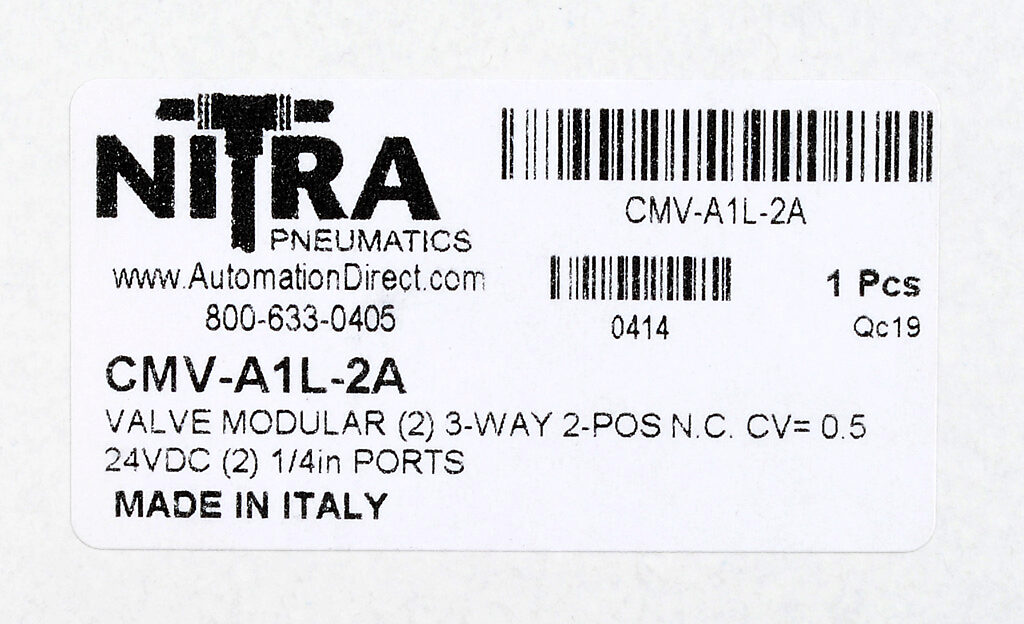 NITRA
PNEUMATICS
www.AutomationDirect.com
800-633-0405
CMV-A1L-2A
0414
1 Pcs
Qc19
CMV-A1L-2A
VALVE MODULAR (2) 3-WAY 2-POS N.C. CV= 0.5
24VDC (2) 1/4in PORTS
MADE IN ITALY